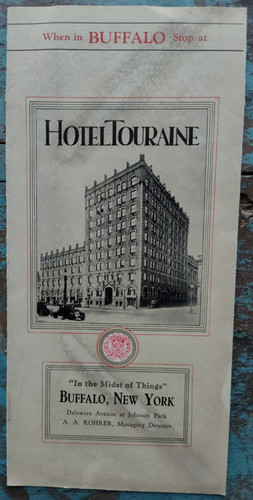 When in BUFFALO Stop at
HOTEL TOURAINE
"In the Midst of Things"
BUFFALO, NEW YORK
Delaware Avenue at Johnson Park
A. A. ROHRER, Managing Director